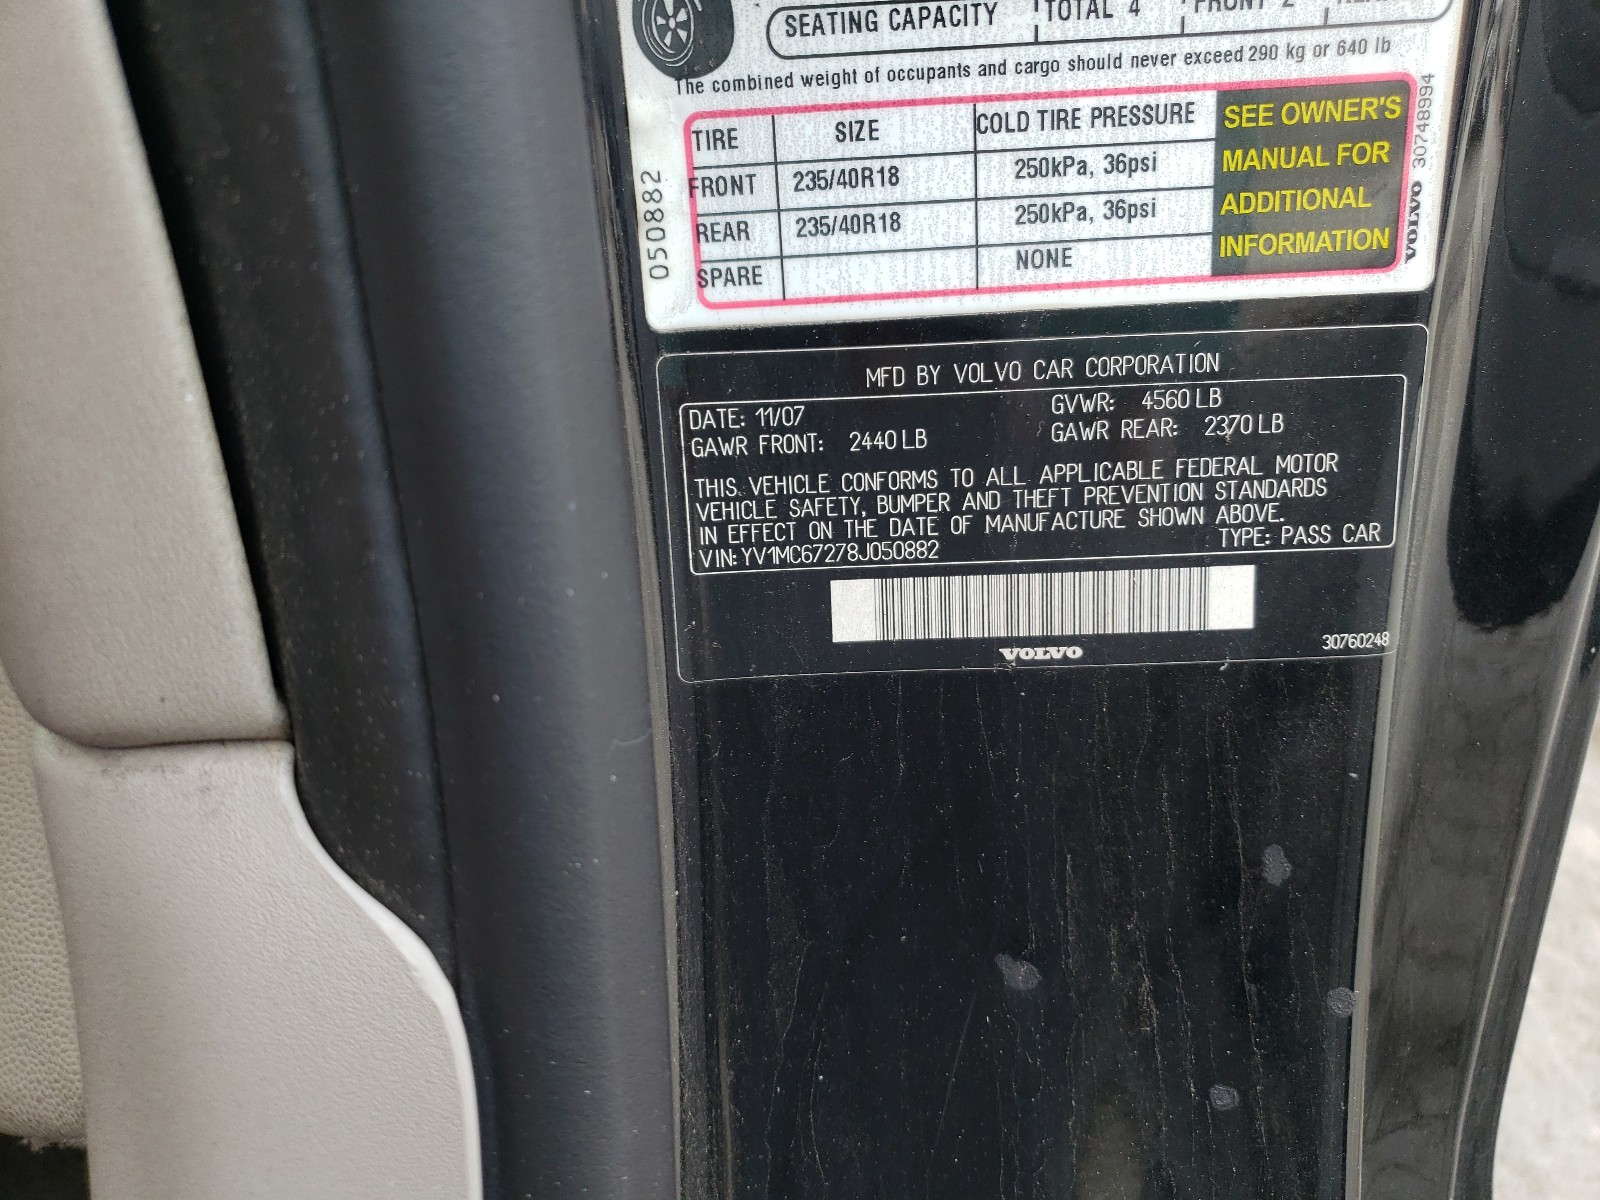 SEATING CAPACITY TOTAL 4 FRONT 2
The combined weight of occupants and cargo should never exceed 290 kg or 640 lb
TIRE SIZE COLD TIRE PRESSURE
FRONT 235/40R18 250kPa, 36psi
REAR 235/40R18 250kPa, 36psi
SPARE NONE
SEE OWNER'S
MANUAL FOR
ADDITIONAL
INFORMATION
050882
VOLVO 30748994
MFD BY VOLVO CAR CORPORATION
DATE: 11/07 GVWR: 4560 LB
GAWR FRONT: 2440 LB GAWR REAR: 2370 LB
THIS VEHICLE CONFORMS TO ALL APPLICABLE FEDERAL MOTOR
VEHICLE SAFETY, BUMPER AND THEFT PREVENTION STANDARDS
IN EFFECT ON THE DATE OF MANUFACTURE SHOWN ABOVE.
VIN: YV1MC67278J050882 TYPE: PASS CAR
VOLVO
30760248